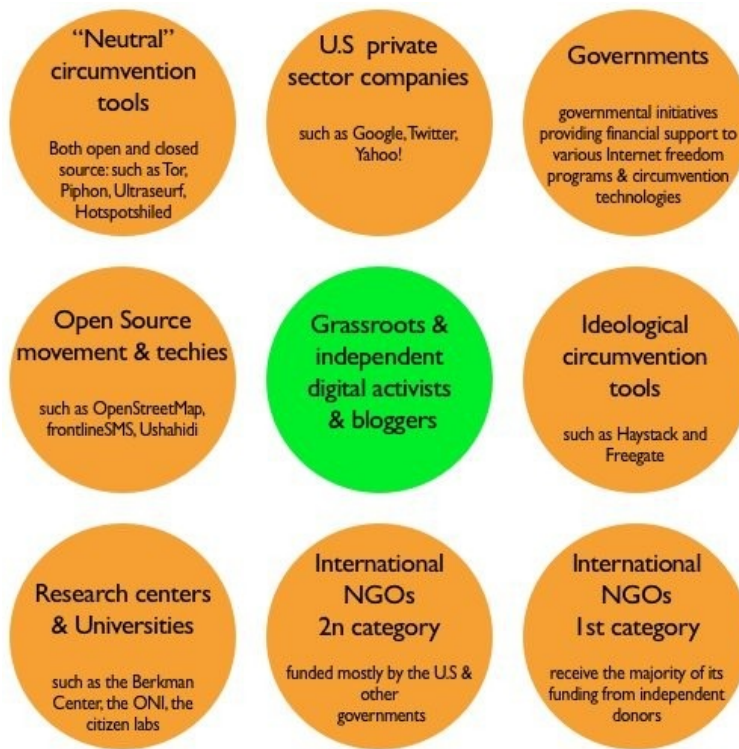 “Neutral”
circumvention
tools
Both open and closed
source: such as Tor,
Piphon, Ultraseurf,
Hotspotshiled
U.S private
sector companies
such as Google, Twitter,
Yahoo!
Governments
governmental initiatives
providing financial support to
various Internet freedom
programs & circumvention
technologies
Open Source
movement & techies
such as OpenStreetMap,
frontlineSMS, Ushahidi
Grassroots &
independent
digital activists
& bloggers
Ideological
circumvention
tools
such as Haystack and
Freegate
Research centers
& Universities
such as the Berkman
Center, the ONI, the
citizen labs
International
NGOs
2n category
funded mostly by the U.S &
other
governments
International
NGOs
1st category
receive the majority of its
funding from independent
donors